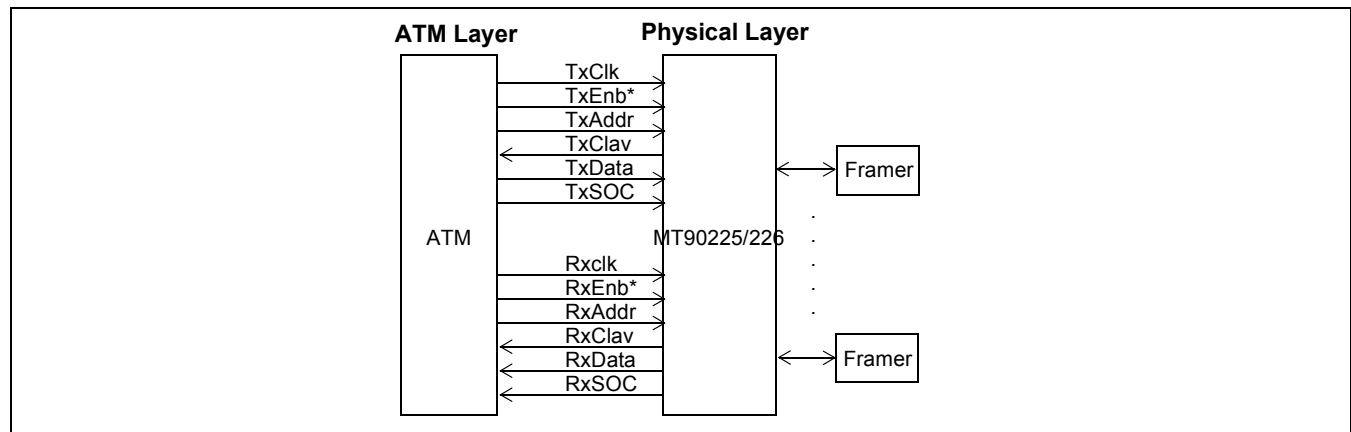 ATM Layer
Physical Layer
TxClk
TxEnb*
TxAddr
TxClav
TxData
TxSOC
Framer
ATM
MT90225/226
Rxclk
RxEnb*
RxAddr
RxClav
RxData
RxSOC
Framer